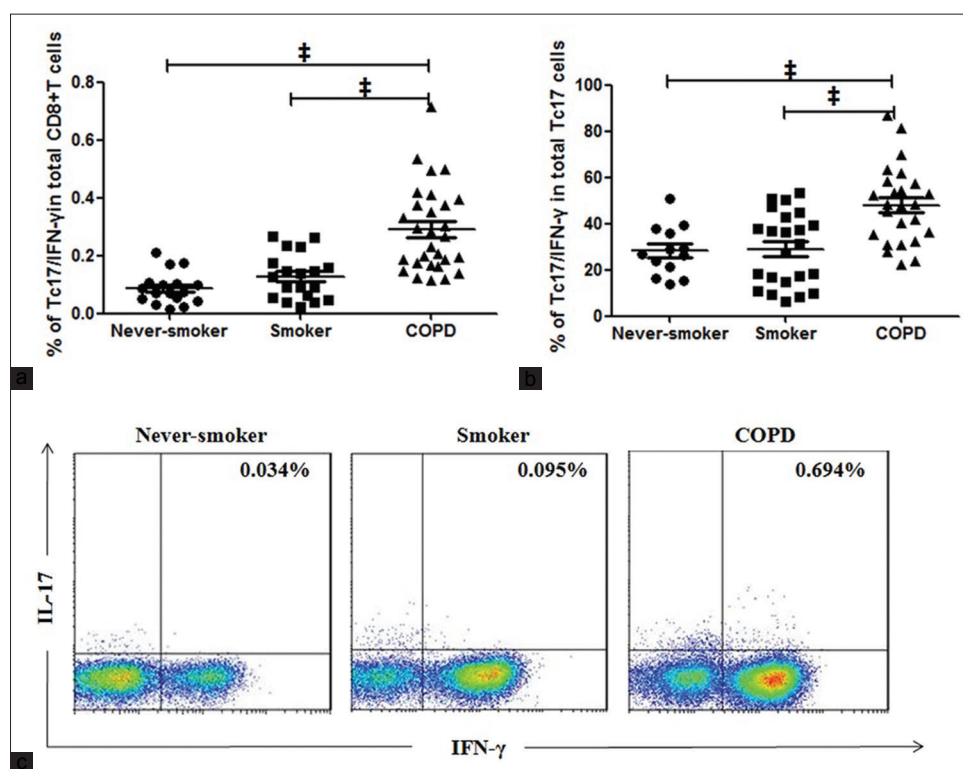 % of Tc17/IFN-γin total CD8+T cells
‡
‡
0.8
0.6
0.4
0.2
0.0
Never-smoker Smoker COPD
a
% of Tc17/IFN-γ in total Tc17 cells
‡
‡
100
80
60
40
20
0
Never-smoker Smoker COPD
b
Never-smoker Smoker COPD
0.034% 0.095% 0.694%
IL-17
IFN-γ
c